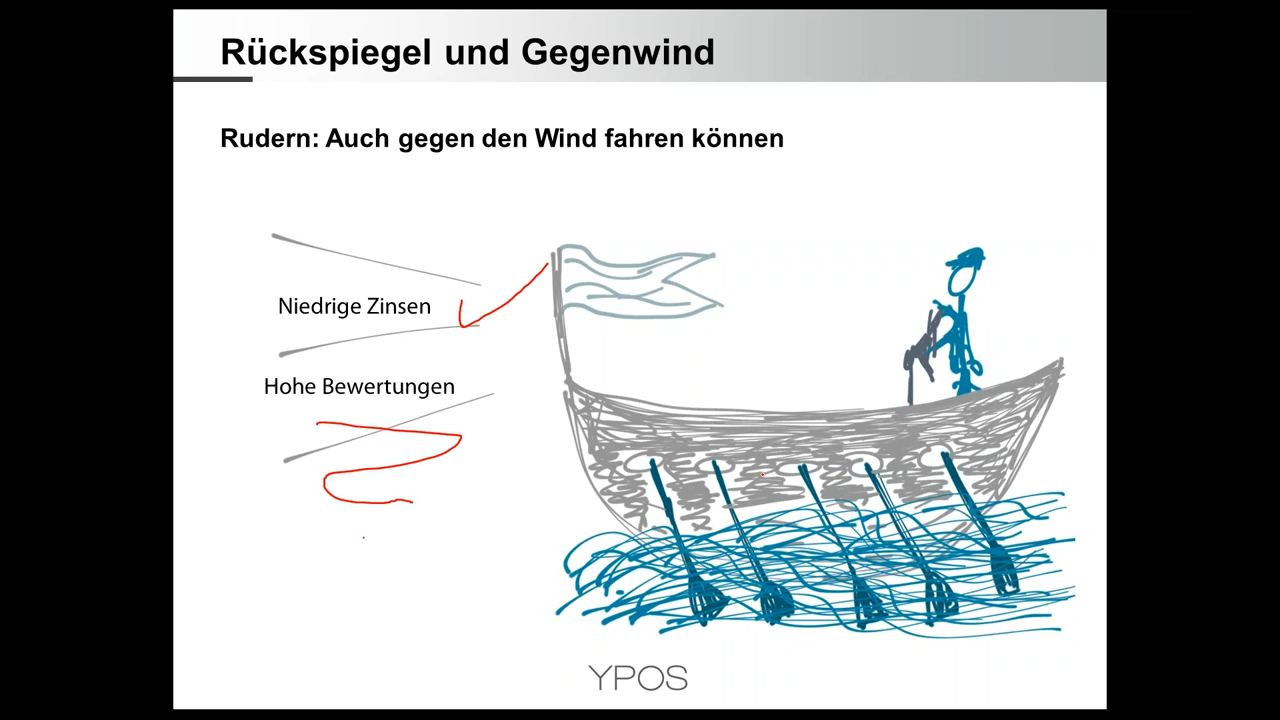 Rückspiegel und Gegenwind
Rudern: Auch gegen den Wind fahren können
Niedrige Zinsen
Hohe Bewertungen
YPOS